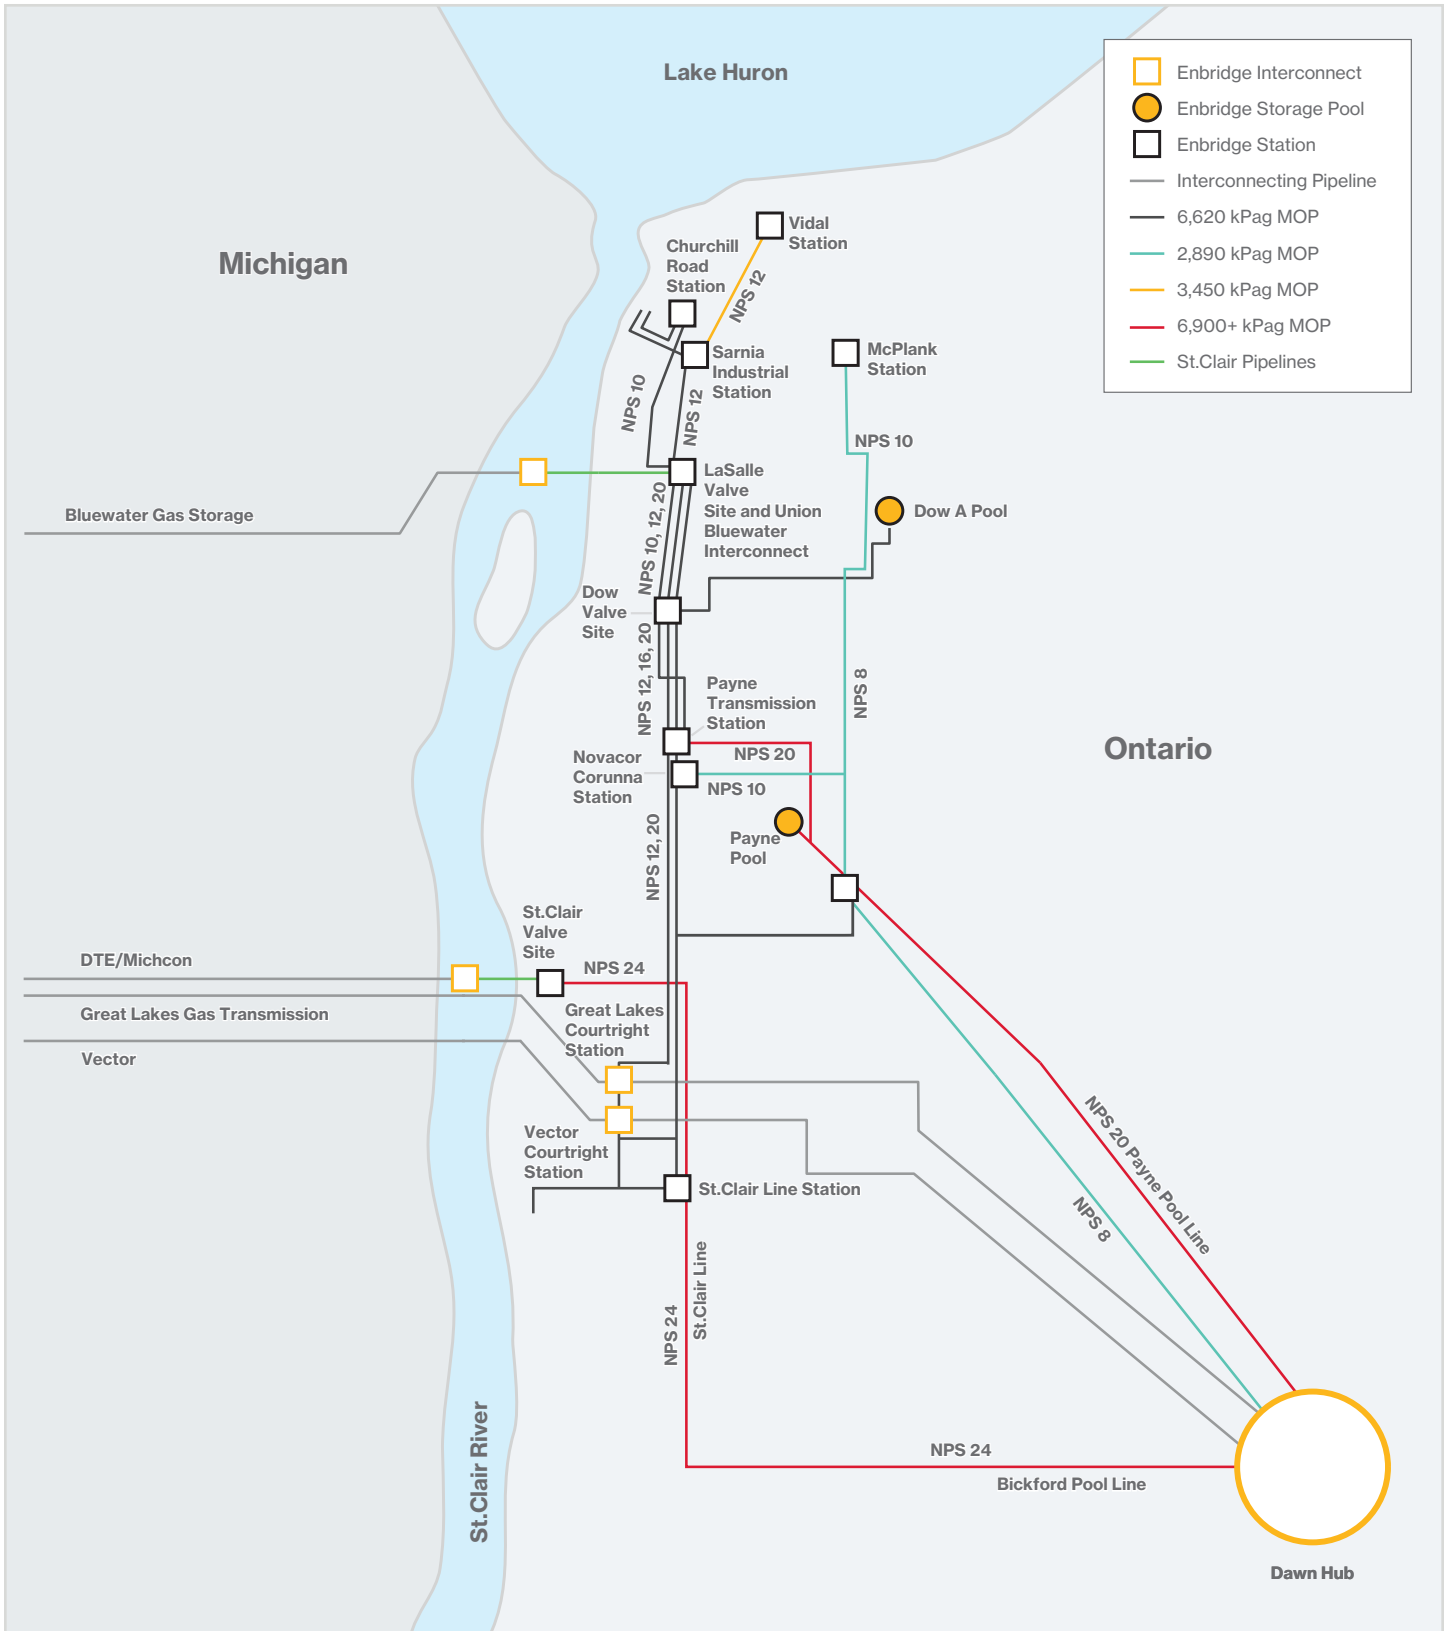 Lake Huron
Enbridge Interconnect
Enbridge Storage Pool
Enbridge Station
Interconnecting Pipeline
6,620 kPag MOP
2,890 kPag MOP
3,450 kPag MOP
6,900+ kPag MOP
St.Clair Pipelines
Michigan
Vidal
Station
Churchill
Road
Station
NPS 12
Sarnia
Industrial
Station
McPlank
Station
NPS 10
NPS 12
NPS 10
LaSalle
Valve
Site and Union
Bluewater
Interconnect
Bluewater Gas Storage
Dow A Pool
NPS 10, 12, 20
Dow
Valve
Site
NPS 12, 16, 20
Payne
Transmission
Station
NPS 8
NPS 20
Ontario
Novacor
Corunna
Station
NPS 10
Payne
Pool
NPS 12, 20
St.Clair
Valve
Site
DTE/Michcon
NPS 24
Great Lakes Gas Transmission
Great Lakes
Courtright
Station
Vector
Vector
Courtright
Station
NPS 20 Payne Pool Line
NPS 8
St.Clair Line Station
St.Clair Line
NPS 24
St.Clair River
NPS 24
Bickford Pool Line
Dawn Hub